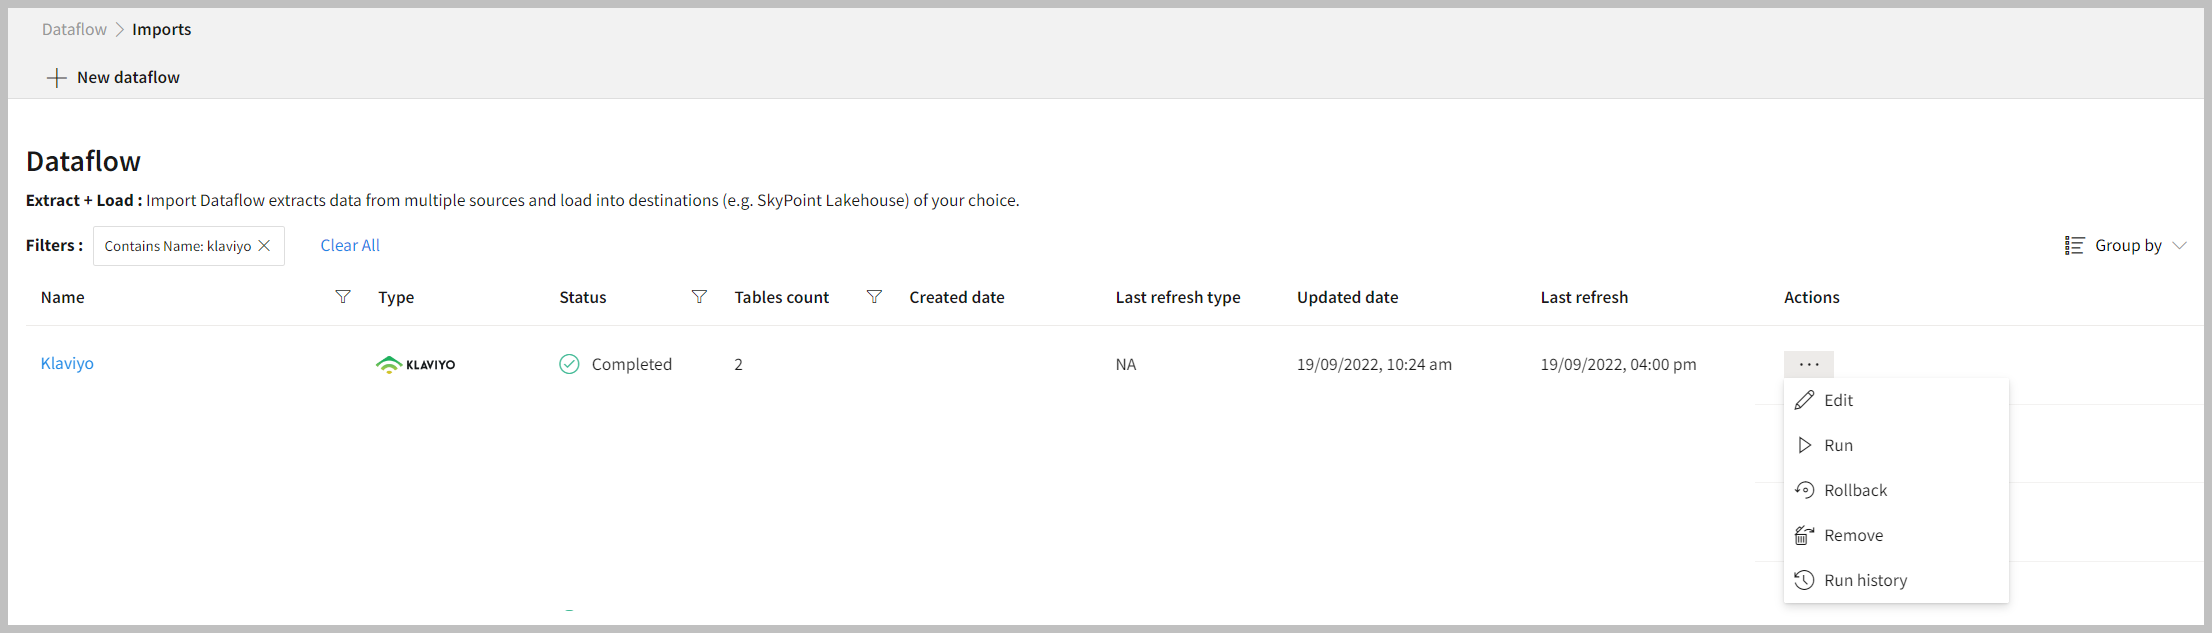 Dataflow > Imports
New dataflow
Dataflow
Extract + Load : Import Dataflow extracts data from multiple sources and load into destinations (e.g. SkyPoint Lakehouse) of your choice.
Filters : Contains Name: klaviyo Clear All Group by
Name Type Status Tables count Created date Last refresh type Updated date Last refresh Actions
Klaviyo KLAVIYO Completed 2 NA 19/09/2022, 10:24 am 19/09/2022, 04:00 pm ...
Edit
Run
Rollback
Remove
Run history